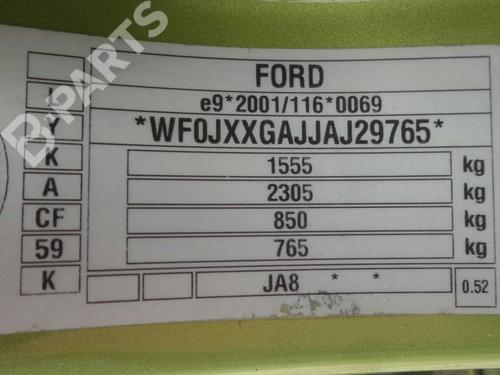 B-PARTS
FORD
I
e9*2001/116*0069
Y
*WF0JXXGAJJAJ29765*
K
1555 kg
A
2305 kg
CF
850 kg
59
765 kg
K
JA8 * *
0.52